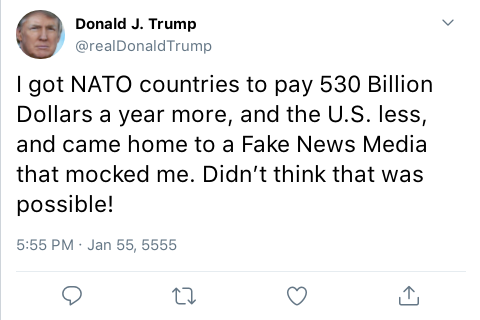 Donald J. Trump
@realDonaldTrump
I got NATO countries to pay 530 Billion
Dollars a year more, and the U.S. less,
and came home to a Fake News Media
that mocked me. Didn’t think that was
possible!
5:55 PM · Jan 55, 5555